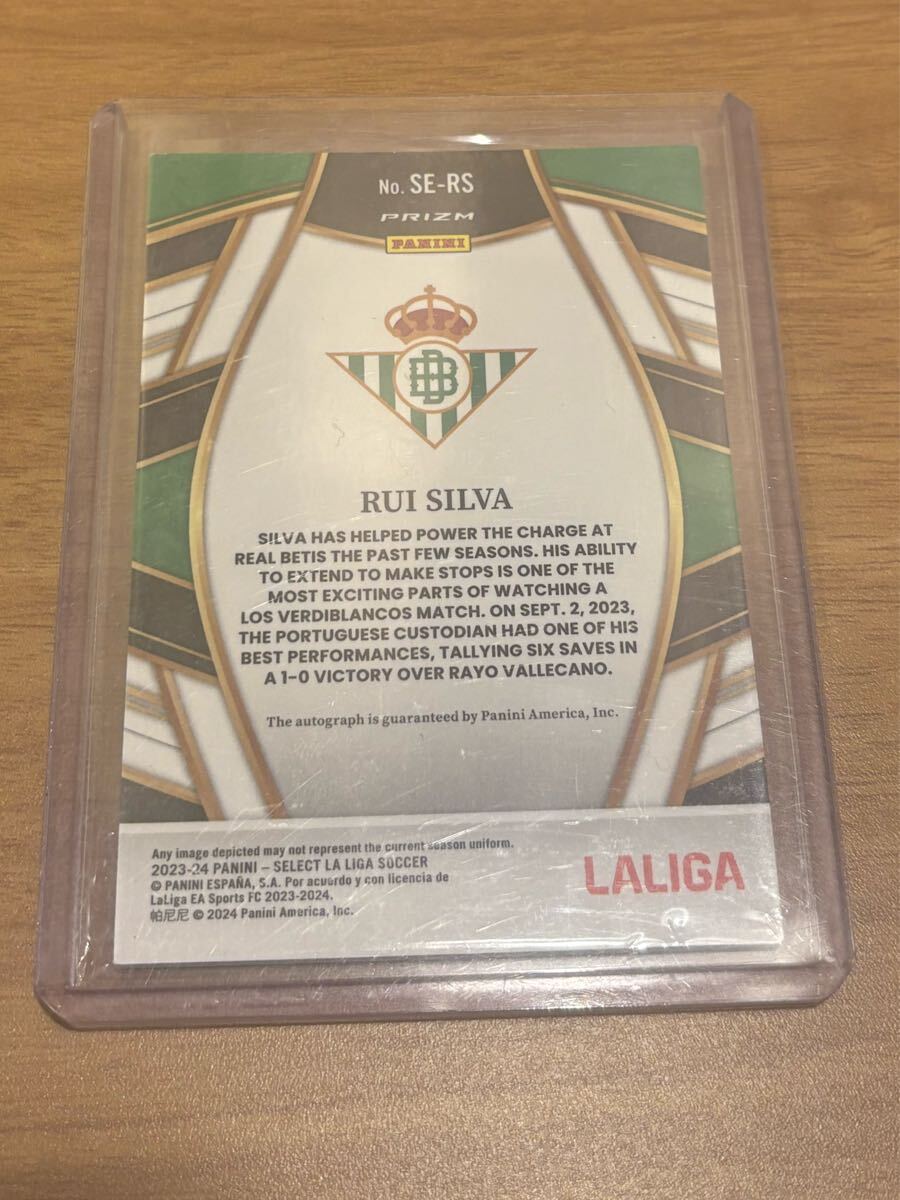 No. SE-RS
PRIZM
PANINI
BB
RUI SILVA
SILVA HAS HELPED POWER THE CHARGE AT
REAL BETIS THE PAST FEW SEASONS. HIS ABILITY
TO EXTEND TO MAKE STOPS IS ONE OF THE
MOST EXCITING PARTS OF WATCHING A
LOS VERDIBLANCOS MATCH. ON SEPT. 2, 2023,
THE PORTUGUESE CUSTODIAN HAD ONE OF HIS
BEST PERFORMANCES, TALLYING SIX SAVES IN
A 1-0 VICTORY OVER RAYO VALLECANO.
The autograph is guaranteed by Panini America, Inc.
Any image depicted may not represent the current season uniform.
2023-24 PANINI – SELECT LA LIGA SOCCER
© PANINI ESPAÑA, S.A. Por acuerdo y con licencia de
LaLiga EA Sports FC 2023-2024.
帕尼尼 © 2024 Panini America, Inc.
LALIGA